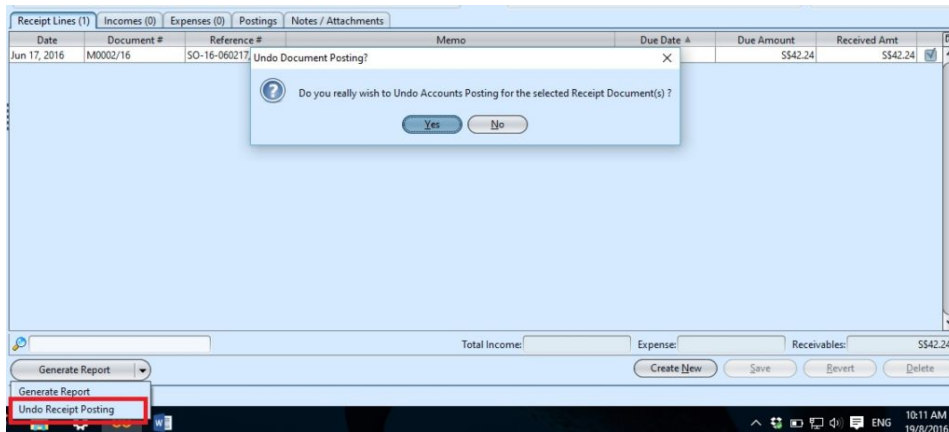 Receipt Lines (1) Incomes (0) Expenses (0) Postings Notes / Attachments
Date Document # Reference # Memo Due Date Due Amount Received Amt
Jun 17, 2016 M0002/16 SO-16-060217, S$42.24 S$42.24
Undo Document Posting?
Do you really wish to Undo Accounts Posting for the selected Receipt Document(s) ?
Yes No
Total Income: Expense: Receivables: S$42.24
Generate Report Create New Save Revert Delete
Generate Report
Undo Receipt Posting
ENG 10:11 AM
19/8/2016